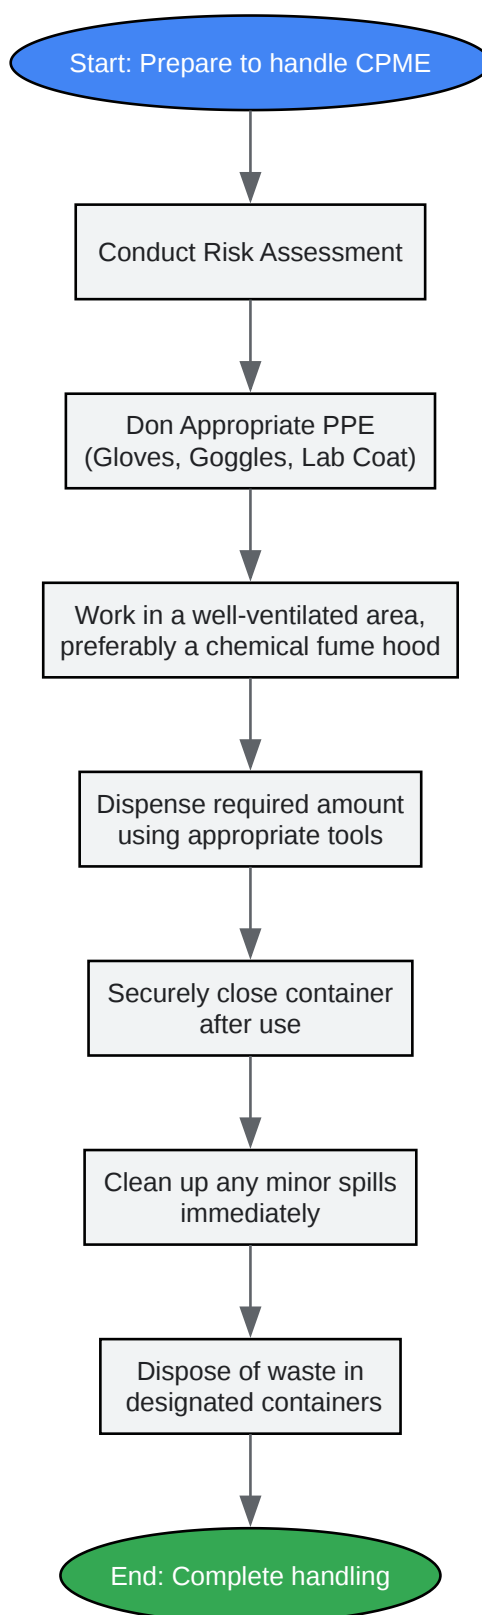 Start: Prepare to handle CPME
Conduct Risk Assessment
Don Appropriate PPE
(Gloves, Goggles, Lab Coat)
Work in a well-ventilated area,
preferably a chemical fume hood
Dispense required amount
using appropriate tools
Securely close container
after use
Clean up any minor spills
immediately
Dispose of waste in
designated containers
End: Complete handling